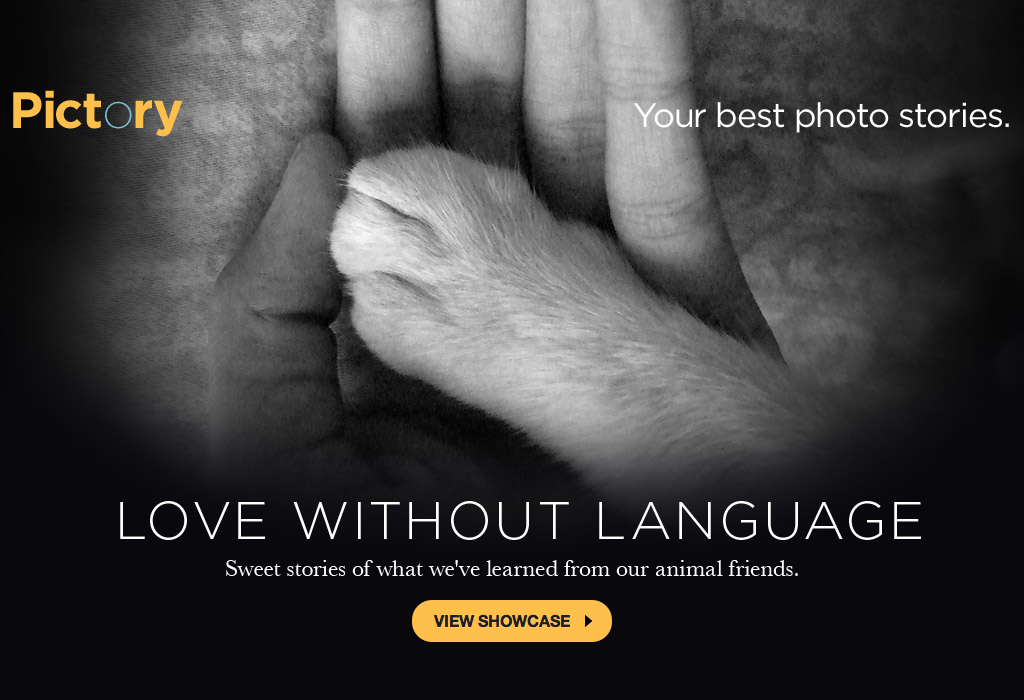 Pictory
Your best photo stories.
LOVE WITHOUT LANGUAGE
Sweet stories of what we've learned from our animal friends.
VIEW SHOWCASE